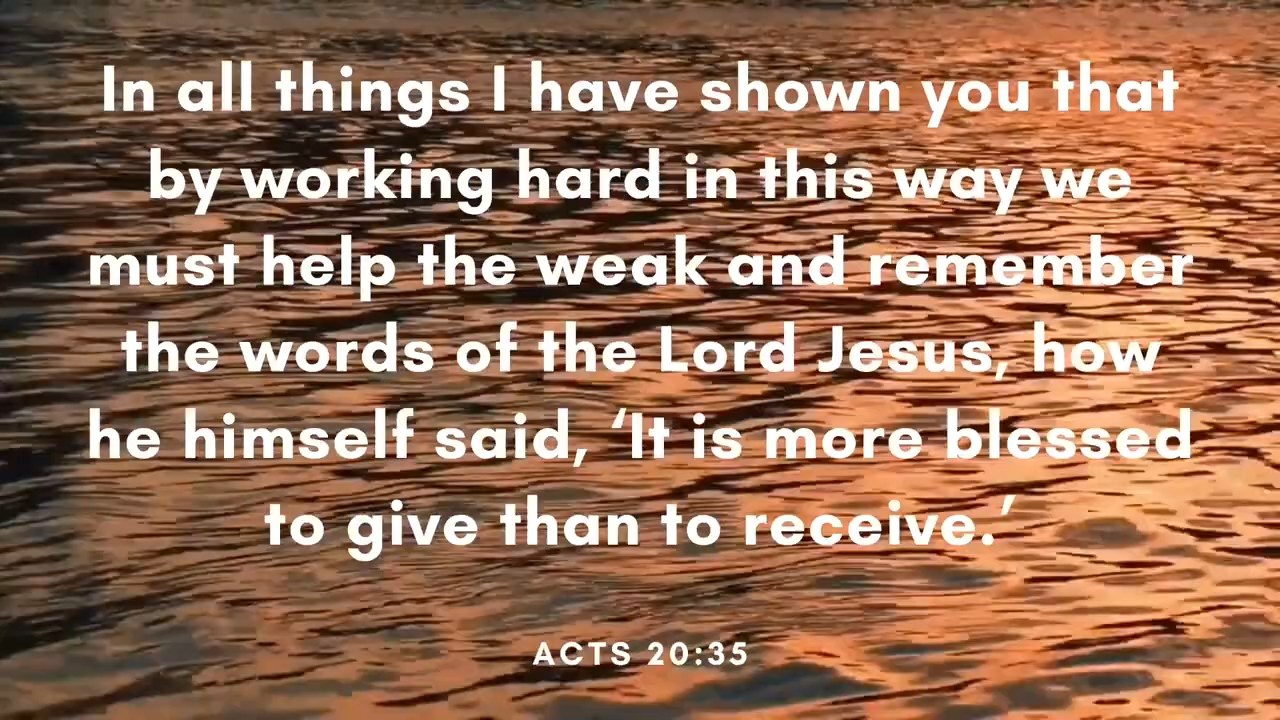 In all things I have shown you that
by working hard in this way we
must help the weak and remember
the words of the Lord Jesus, how
he himself said, ‘It is more blessed
to give than to receive.’
ACTS 20:35